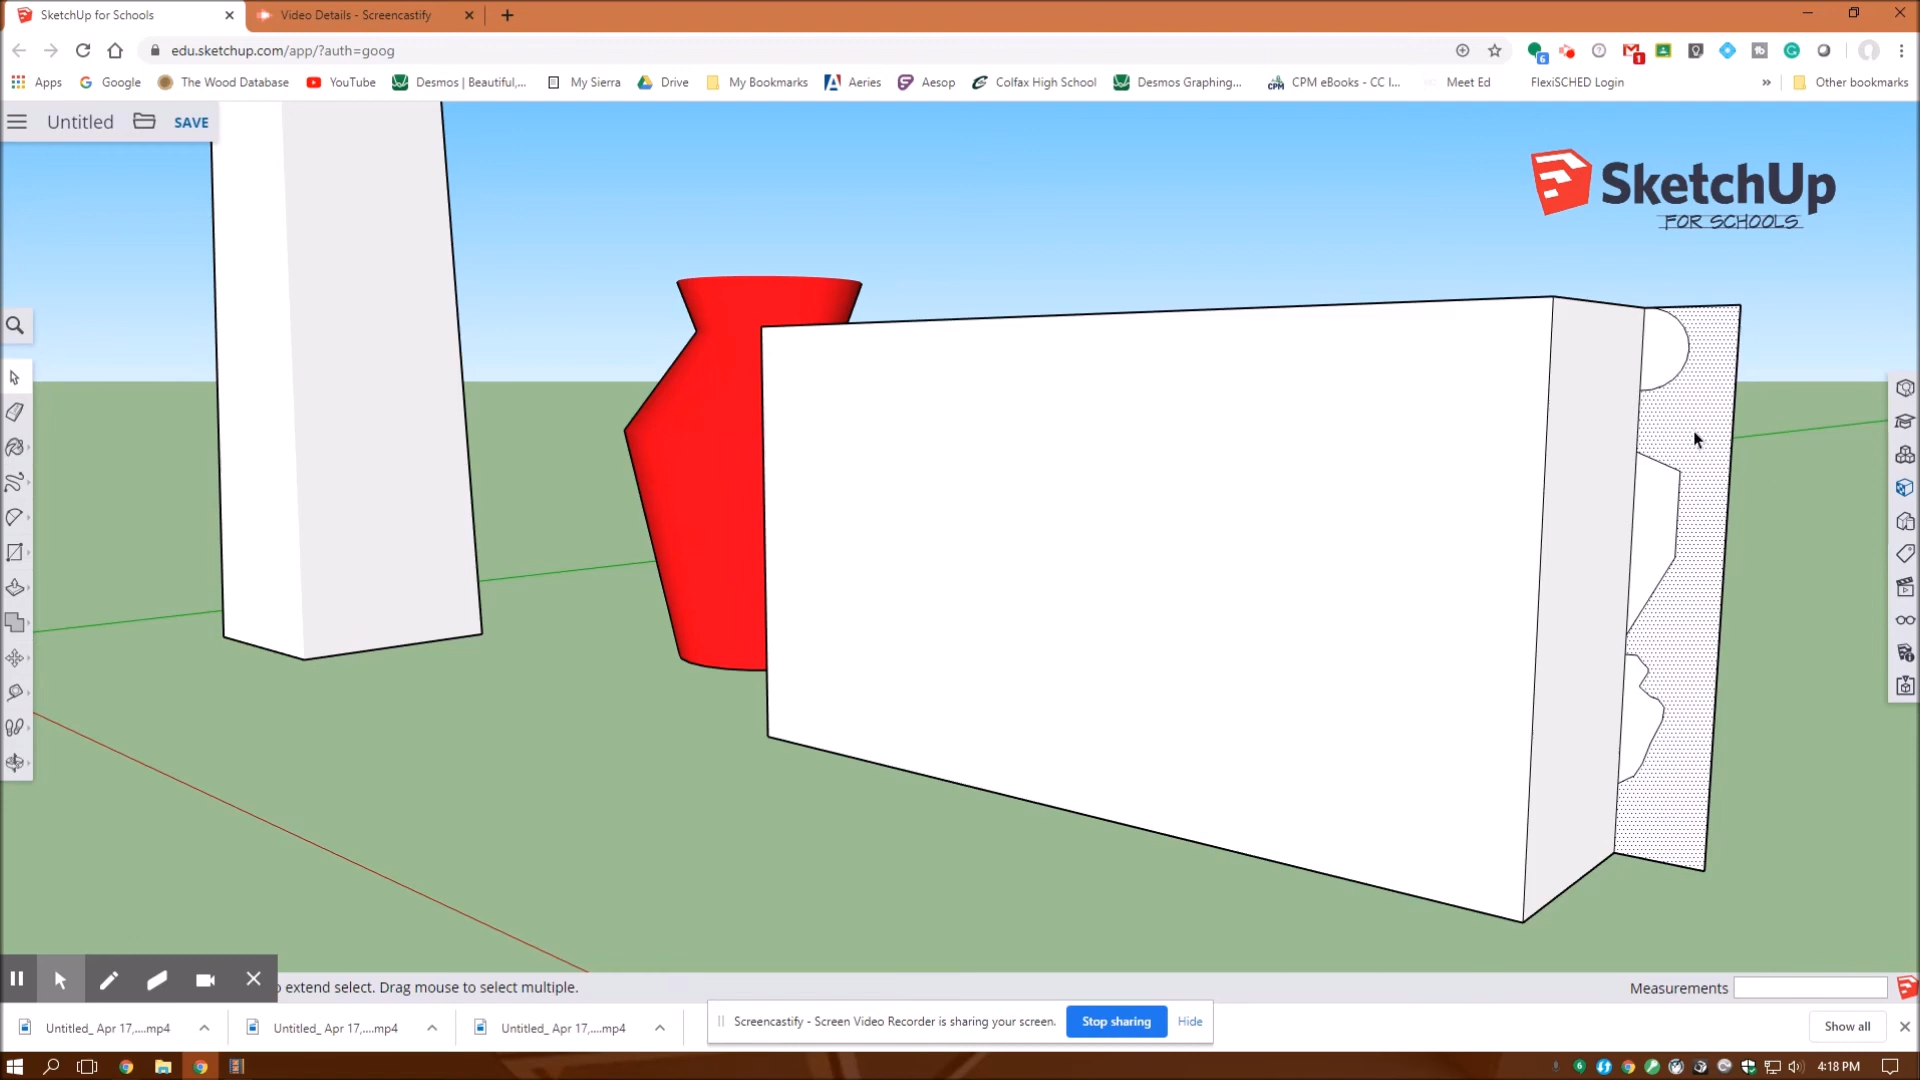 SketchUp for Schools
Video Details - Screencastify
edu.sketchup.com/app/?auth=goog
6
1
Apps
Google
The Wood Database
YouTube
Desmos | Beautiful,...
My Sierra
Drive
My Bookmarks
Aeries
Aesop
Colfax High School
Desmos Graphing...
CPM
CPM eBooks - CC I...
Meet Ed
FlexiSCHED Login
»
Other bookmarks
Untitled
SAVE
SketchUp
FOR SCHOOLS
o extend select. Drag mouse to select multiple.
Measurements
Untitled_ Apr 17,....mp4
Untitled_ Apr 17,....mp4
Untitled_ Apr 17,....mp4
Screencastify - Screen Video Recorder is sharing your screen.
Stop sharing
Hide
Show all
4:18 PM